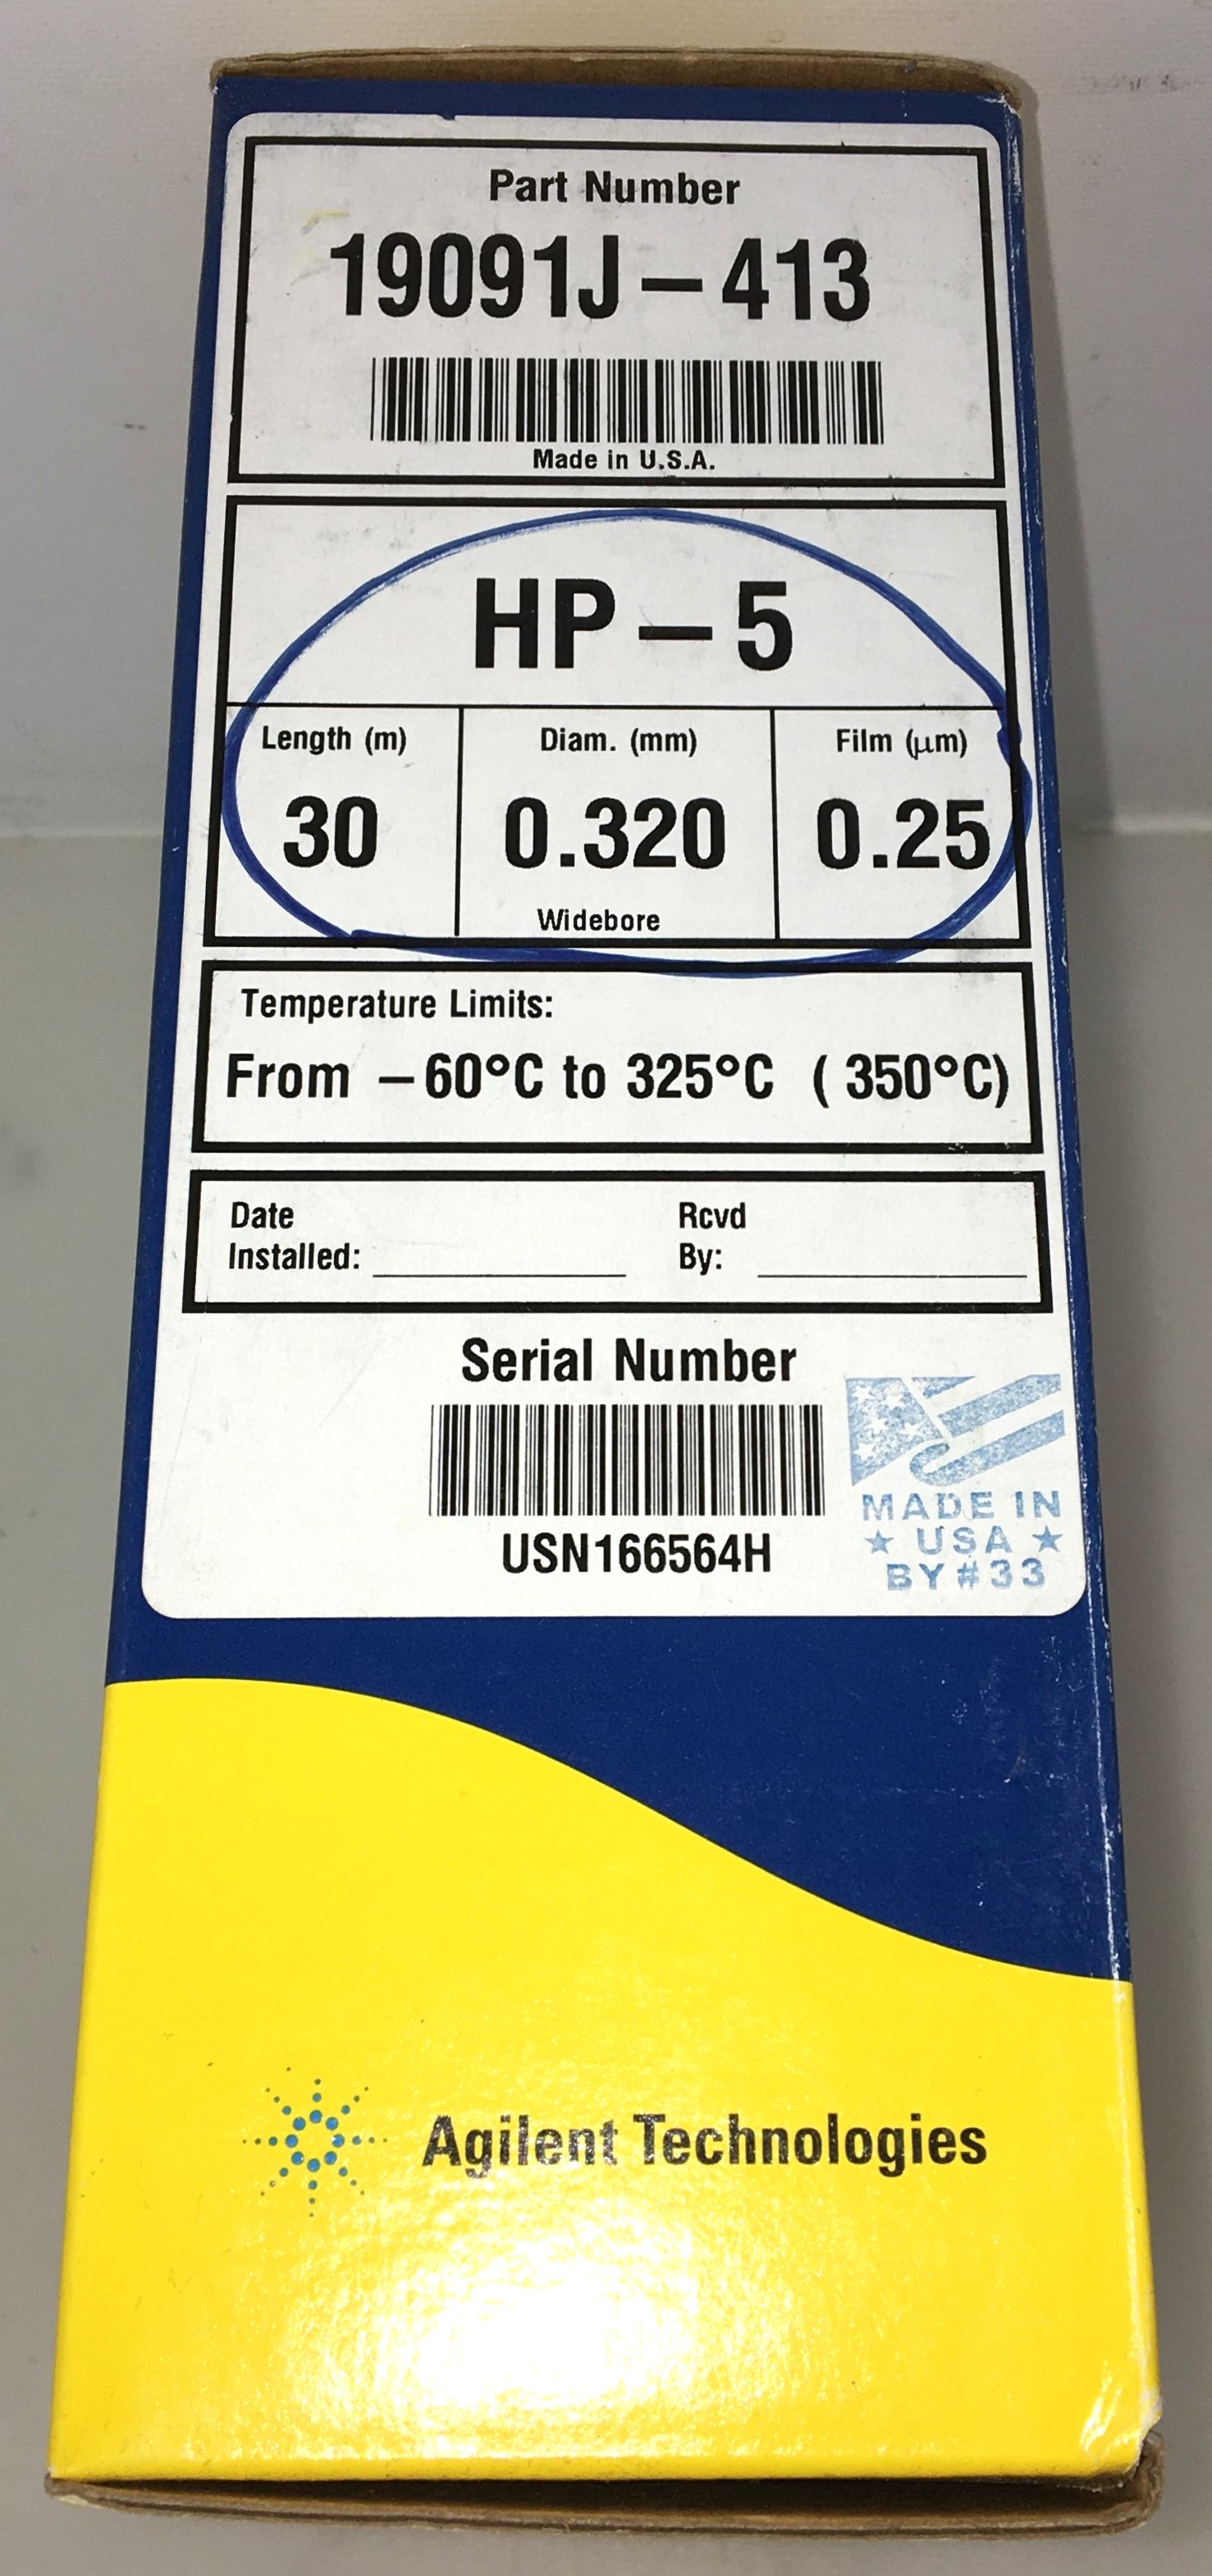 Part Number
19091J – 413
Made in U.S.A.
HP – 5
Length (m) Diam. (mm) Film (μm)
30 0.320 0.25
Widebore
Temperature Limits:
From – 60°C to 325°C ( 350°C)
Date Rcvd
Installed: By:
Serial Number
USN166564H
MADE IN
★ USA ★
BY #33
Agilent Technologies